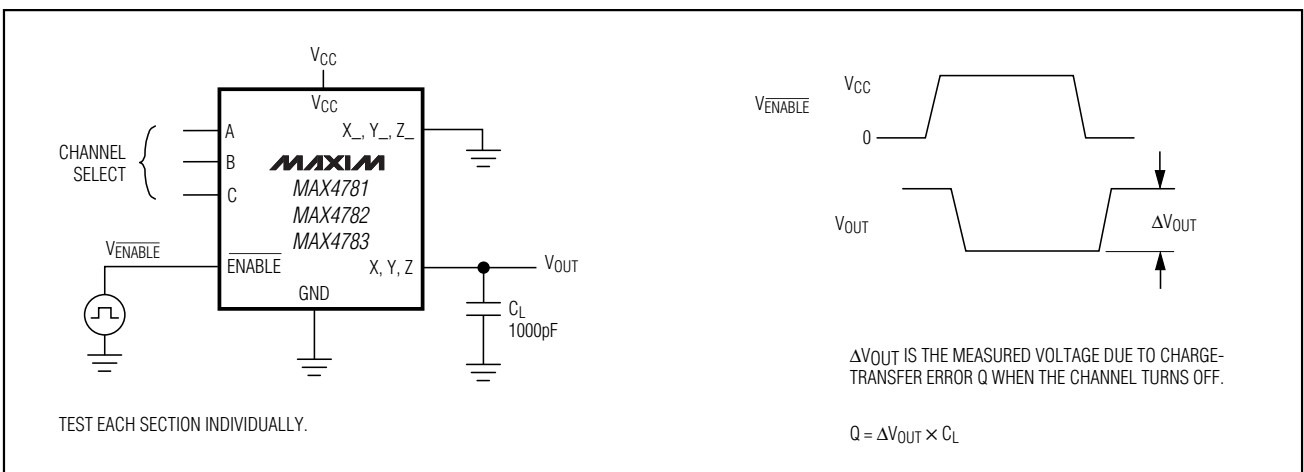 VCC
VCC
A
B
C
CHANNEL
SELECT
X_, Y_, Z_
MAXIM
MAX4781
MAX4782
MAX4783
VENABLE
ENABLE
X, Y, Z
VOUT
GND
CL
1000pF
TEST EACH SECTION INDIVIDUALLY.
VENABLE
VCC
0
VOUT
ΔVOUT
ΔVOUT IS THE MEASURED VOLTAGE DUE TO CHARGE-
TRANSFER ERROR Q WHEN THE CHANNEL TURNS OFF.
Q = ΔVOUT × CL